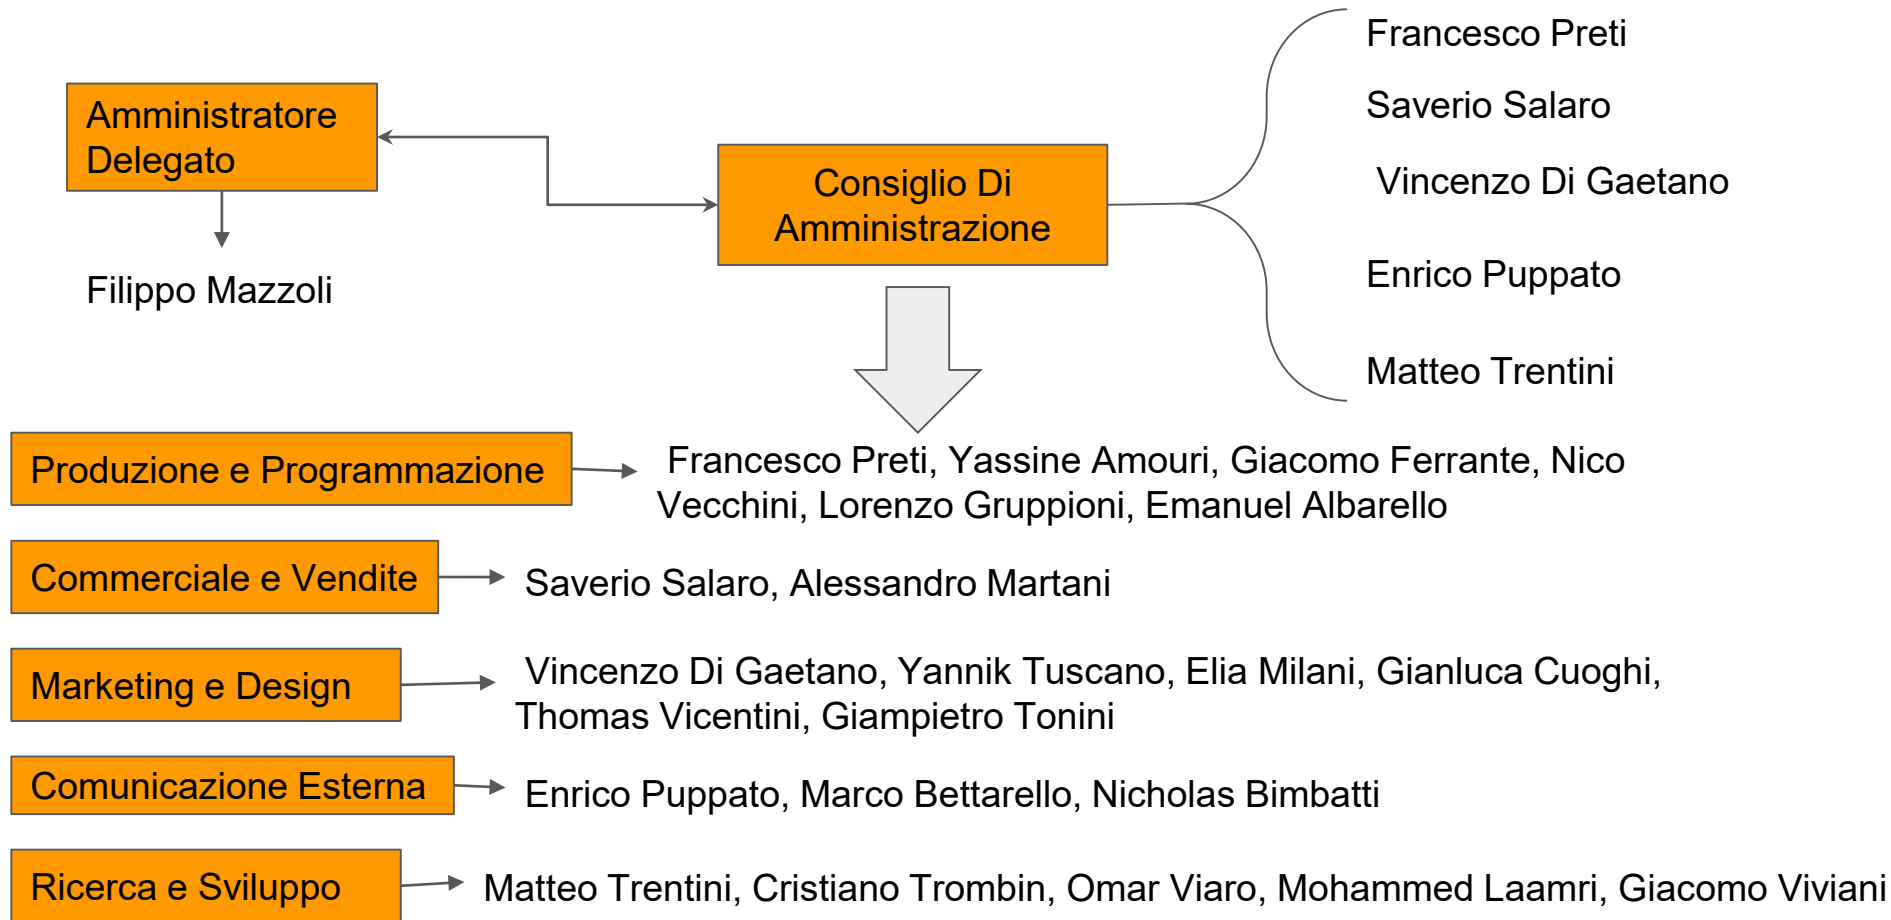 Amministratore
Delegato
Filippo Mazzoli
Consiglio Di
Amministrazione
Francesco Preti
Saverio Salaro
Vincenzo Di Gaetano
Enrico Puppato
Matteo Trentini
Produzione e Programmazione
Francesco Preti, Yassine Amouri, Giacomo Ferrante, Nico
Vecchini, Lorenzo Gruppioni, Emanuel Albarello
Commerciale e Vendite
Saverio Salaro, Alessandro Martani
Marketing e Design
Vincenzo Di Gaetano, Yannik Tuscano, Elia Milani, Gianluca Cuoghi,
Thomas Vicentini, Giampietro Tonini
Comunicazione Esterna
Enrico Puppato, Marco Bettarello, Nicholas Bimbatti
Ricerca e Sviluppo
Matteo Trentini, Cristiano Trombin, Omar Viaro, Mohammed Laamri, Giacomo Viviani